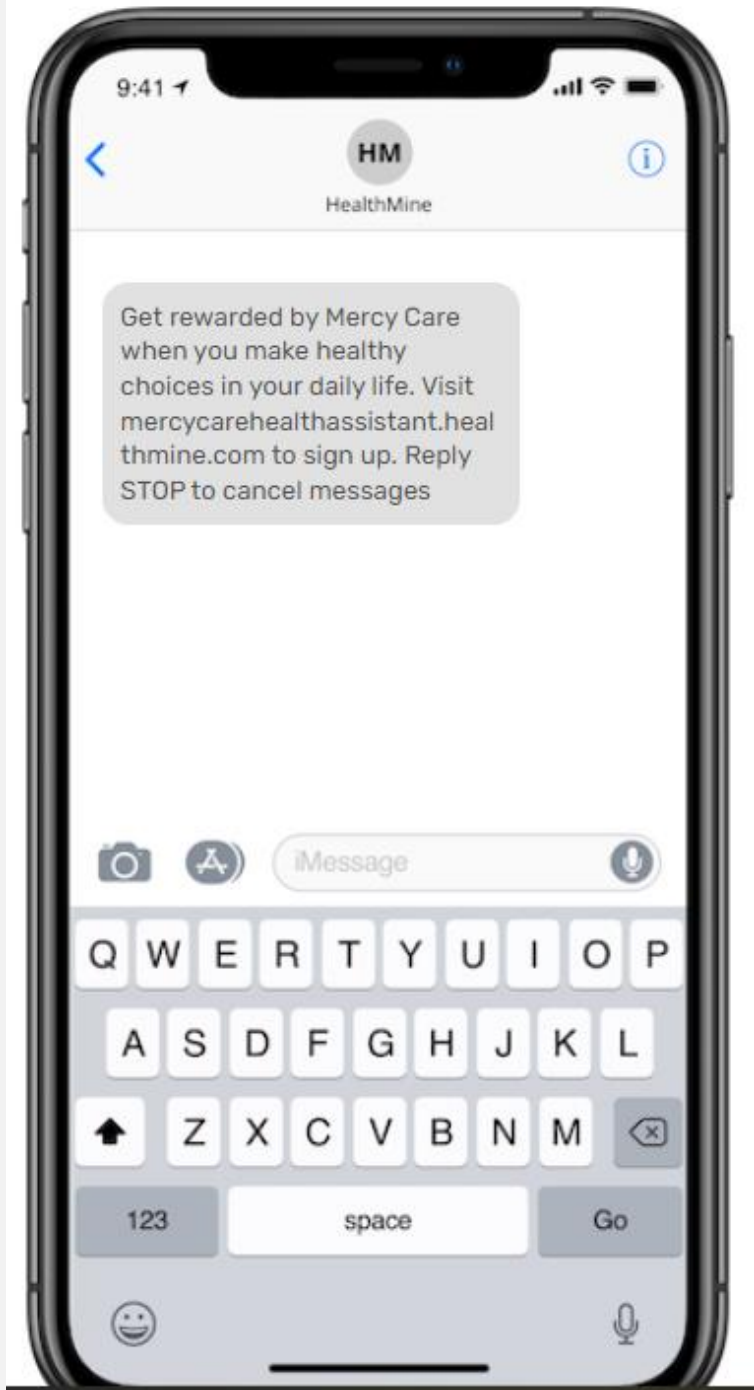 9:41
HM
HealthMine
Get rewarded by Mercy Care
when you make healthy
choices in your daily life. Visit
mercycarehealthassistant.heal
thmine.com to sign up. Reply
STOP to cancel messages
iMessage
Q W E R T Y U I O P
A S D F G H J K L
Z X C V B N M
123 space Go